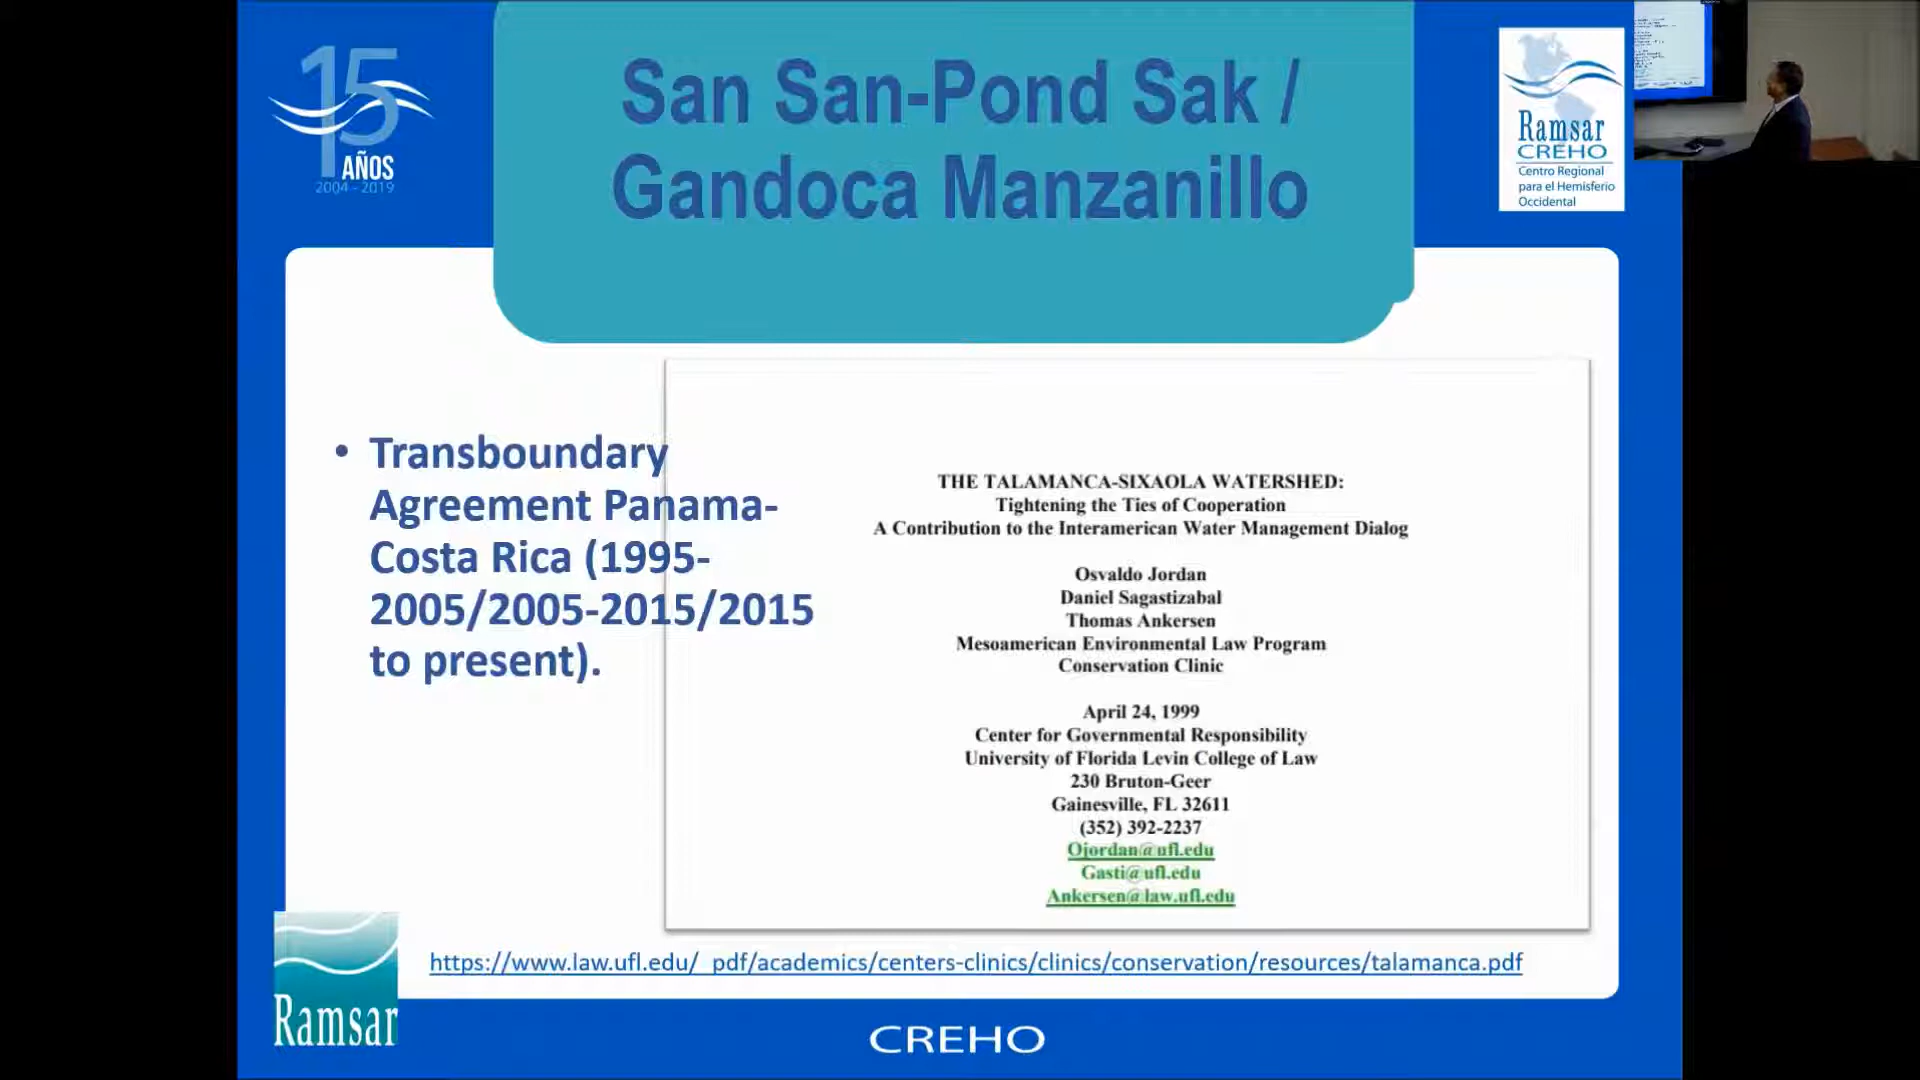 15
AÑOS
2004 - 2019
San San-Pond Sak /
Gandoca Manzanillo
Ramsar
CREHO
Centro Regional
para el Hemisferio
Occidental
• Transboundary
Agreement Panama-
Costa Rica (1995-
2005/2005-2015/2015
to present).
THE TALAMANCA-SIXAOLA WATERSHED:
Tightening the Ties of Cooperation
A Contribution to the Interamerican Water Management Dialog
Osvaldo Jordan
Daniel Sagastizabal
Thomas Ankersen
Mesoamerican Environmental Law Program
Conservation Clinic
April 24, 1999
Center for Governmental Responsibility
University of Florida Levin College of Law
230 Bruton-Geer
Gainesville, FL 32611
(352) 392-2237
Ojordan@ufl.edu
Gasti@ufl.edu
Ankersen@law.ufl.edu
https://www.law.ufl.edu/_pdf/academics/centers-clinics/clinics/conservation/resources/talamanca.pdf
Ramsar
CREHO